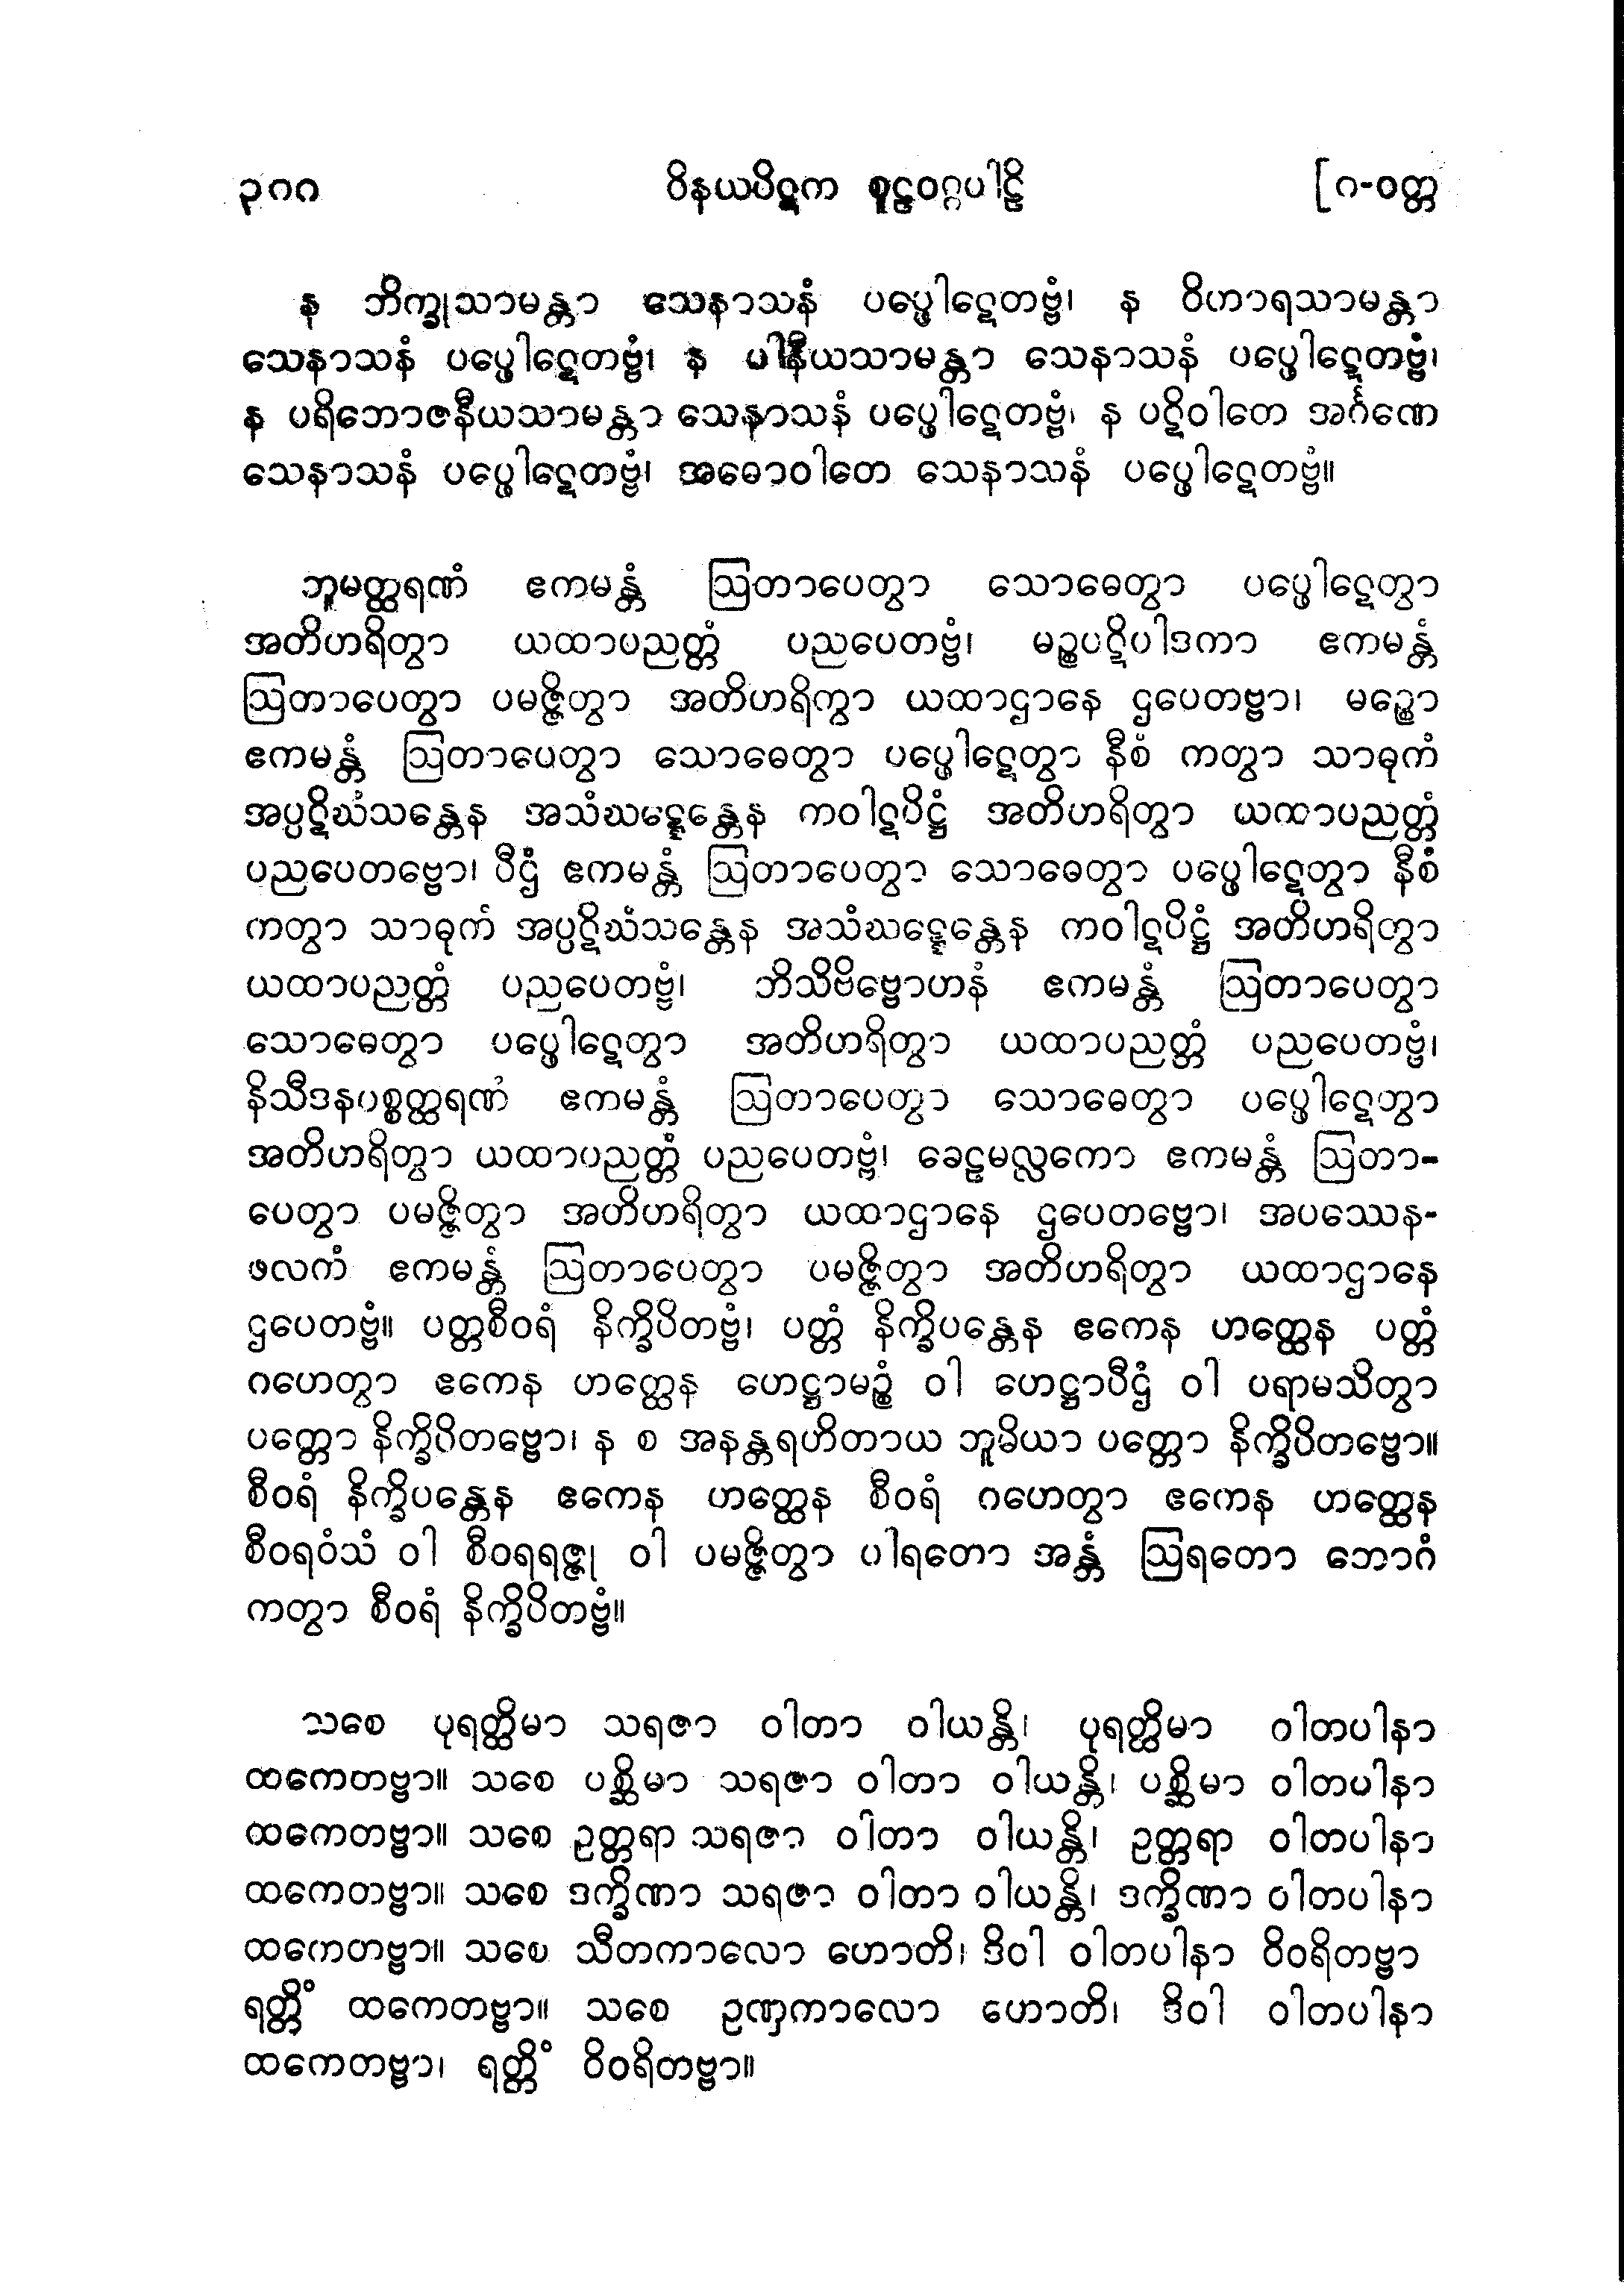 ၃၈၈ ဝိနယပိဋက စူဠဝဂ္ဂပါဠိ [၈-ဝတ္တ
န ဘိက္ခုသာမန္တာ သေနာသနံ ပပ္ဖေါဋေတဗ္ဗံ၊ န ဝိဟာရသာမန္တာ
သေနာသနံ ပပ္ဖေါဋေတဗ္ဗံ၊ န ပါနီယသာမန္တာ သေနာသနံ ပပ္ဖေါဋေတဗ္ဗံ၊
န ပရိဘောဇနီယသာမန္တာ သေနာသနံ ပပ္ဖေါဋေတဗ္ဗံ၊ န ပဋိဝါတေ အင်္ဂဏေ
သေနာသနံ ပပ္ဖေါဋေတဗ္ဗံ၊ အဓောဝါတေ သေနာသနံ ပပ္ဖေါဋေတဗ္ဗံ။
ဘူမတ္ထရဏံ ဧကမန္တံ ဩတာပေတွာ သောဓေတွာ ပပ္ဖေါဋေတွာ
အတိဟရိတွာ ယထာပညတ္တံ ပညပေတဗ္ဗံ၊ မဉ္စပဋိပါဒကာ ဧကမန္တံ
ဩတာပေတွာ ပမဇ္ဇိတွာ အတိဟရိတွာ ယထာဌာနေ ဌပေတဗ္ဗာ၊ မဉ္စော
ဧကမန္တံ ဩတာပေတွာ သောဓေတွာ ပပ္ဖေါဋေတွာ နီစံ ကတွာ သာဓုကံ
အပ္ပဋိဃံသန္တေန အသံဃဋ္ဋေန္တေန ကဝါဋပိဋ္ဌံ အတိဟရိတွာ ယထာပညတ္တံ
ပညပေတဗ္ဗော၊ ပီဌံ ဧကမန္တံ ဩတာပေတွာ သောဓေတွာ ပပ္ဖေါဋေတွာ နီစံ
ကတွာ သာဓုကံ အပ္ပဋိဃံသန္တေန အသံဃဋ္ဋေန္တေန ကဝါဋပိဋ္ဌံ အတိဟရိတွာ
ယထာပညတ္တံ ပညပေတဗ္ဗံ၊ ဘိသိဗိဗ္ဗောဟနံ ဧကမန္တံ ဩတာပေတွာ
သောဓေတွာ ပပ္ဖေါဋေတွာ အတိဟရိတွာ ယထာပညတ္တံ ပညပေတဗ္ဗံ၊
နိသီဒနပစ္စတ္ထရဏံ ဧကမန္တံ ဩတာပေတွာ သောဓေတွာ ပပ္ဖေါဋေတွာ
အတိဟရိတွာ ယထာပညတ္တံ ပညပေတဗ္ဗံ၊ ခေဠမလ္လကော ဧကမန္တံ ဩတာ-
ပေတွာ ပမဇ္ဇိတွာ အတိဟရိတွာ ယထာဌာနေ ဌပေတဗ္ဗော၊ အပဿေန-
ဖလကံ ဧကမန္တံ ဩတာပေတွာ ပမဇ္ဇိတွာ အတိဟရိတွာ ယထာဌာနေ
ဌပေတဗ္ဗံ။ ပတ္တစီဝရံ နိက္ခိပိတဗ္ဗံ၊ ပတ္တံ နိက္ခိပန္တေန ဧကေန ဟတ္ထေန ပတ္တံ
ဂဟေတွာ ဧကေန ဟတ္ထေန ဟေဋ္ဌာမဉ္စံ ဝါ ဟေဋ္ဌာပီဌံ ဝါ ပရာမသိတွာ
ပတ္တော နိက္ခိပိတဗ္ဗော၊ န စ အနန္တရဟိတာယ ဘူမိယာ ပတ္တော နိက္ခိပိတဗ္ဗော။
စီဝရံ နိက္ခိပန္တေန ဧကေန ဟတ္ထေန စီဝရံ ဂဟေတွာ ဧကေန ဟတ္ထေန
စီဝရဝံသံ ဝါ စီဝရရဇ္ဇု ဝါ ပမဇ္ဇိတွာ ပါရတော အန္တံ ဩရတော ဘောဂံ
ကတွာ စီဝရံ နိက္ခိပိတဗ္ဗံ။
သစေ ပုရတ္ထိမာ သရဇာ ဝါတာ ဝါယန္တိ၊ ပုရတ္ထိမာ ဝါတပါနာ
ထကေတဗ္ဗာ။ သစေ ပစ္ဆိမာ သရဇာ ဝါတာ ဝါယန္တိ၊ ပစ္ဆိမာ ဝါတပါနာ
ထကေတဗ္ဗာ။ သစေ ဥတ္တရာ သရဇာ ဝါတာ ဝါယန္တိ၊ ဥတ္တရာ ဝါတပါနာ
ထကေတဗ္ဗာ။ သစေ ဒက္ခိဏာ သရဇာ ဝါတာ ဝါယန္တိ၊ ဒက္ခိဏာ ဝါတပါနာ
ထကေတဗ္ဗာ။ သစေ သီတကာလော ဟောတိ၊ ဒိဝါ ဝါတပါနာ ဝိဝရိတဗ္ဗာ
ရတ္တိံ ထကေတဗ္ဗာ။ သစေ ဥဏှကာလော ဟောတိ၊ ဒိဝါ ဝါတပါနာ
ထကေတဗ္ဗာ၊ ရတ္တိံ ဝိဝရိတဗ္ဗာ။